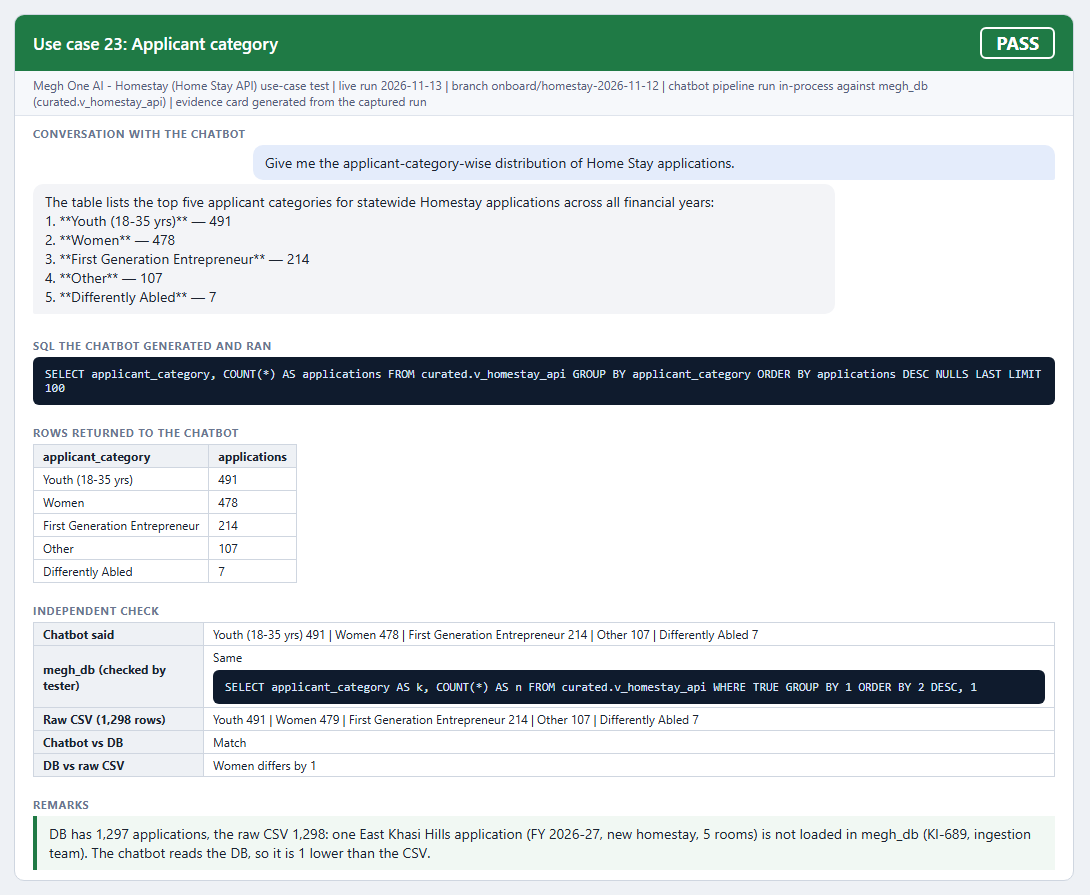 Use case 23: Applicant category
PASS
Megh One AI - Homestay (Home Stay API) use-case test | live run 2026-11-13 | branch onboard/homestay-2026-11-12 | chatbot pipeline run in-process against megh_db
(curated.v_homestay_api) | evidence card generated from the captured run
CONVERSATION WITH THE CHATBOT
Give me the applicant-category-wise distribution of Home Stay applications.
The table lists the top five applicant categories for statewide Homestay applications across all financial years:
1. **Youth (18-35 yrs)** — 491
2. **Women** — 478
3. **First Generation Entrepreneur** — 214
4. **Other** — 107
5. **Differently Abled** — 7
SQL THE CHATBOT GENERATED AND RAN
SELECT applicant_category, COUNT(*) AS applications FROM curated.v_homestay_api GROUP BY applicant_category ORDER BY applications DESC NULLS LAST LIMIT
100
ROWS RETURNED TO THE CHATBOT
applicant_category applications
Youth (18-35 yrs) 491
Women 478
First Generation Entrepreneur 214
Other 107
Differently Abled 7
INDEPENDENT CHECK
Chatbot said Youth (18-35 yrs) 491 | Women 478 | First Generation Entrepreneur 214 | Other 107 | Differently Abled 7
megh_db (checked by
tester)
Same
SELECT applicant_category AS k, COUNT(*) AS n FROM curated.v_homestay_api WHERE TRUE GROUP BY 1 ORDER BY 2 DESC, 1
Raw CSV (1,298 rows) Youth 491 | Women 479 | First Generation Entrepreneur 214 | Other 107 | Differently Abled 7
Chatbot vs DB Match
DB vs raw CSV Women differs by 1
REMARKS
DB has 1,297 applications, the raw CSV 1,298: one East Khasi Hills application (FY 2026-27, new homestay, 5 rooms) is not loaded in megh_db (KI-689, ingestion
team). The chatbot reads the DB, so it is 1 lower than the CSV.